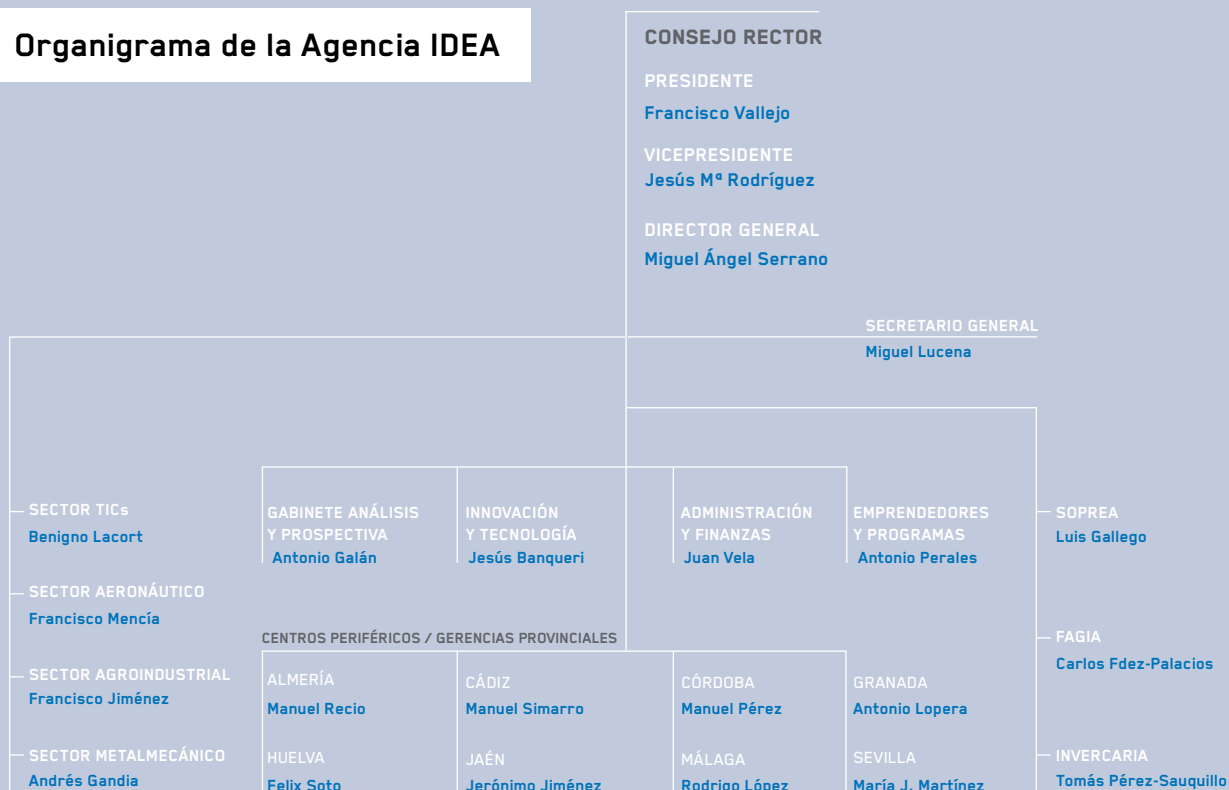 Organigrama de la Agencia IDEA
CONSEJO RECTOR
PRESIDENTE
Francisco Vallejo
VICEPRESIDENTE
Jesús Mª Rodríguez
DIRECTOR GENERAL
Miguel Ángel Serrano
SECRETARIO GENERAL
Miguel Lucena
SECTOR TICs
Benigno Lacort
SECTOR AERONÁUTICO
Francisco Mencía
SECTOR AGROINDUSTRIAL
Francisco Jiménez
SECTOR METALMECÁNICO
Andrés Gandia
GABINETE ANÁLISIS
Y PROSPECTIVA
Antonio Galán
INNOVACIÓN
Y TECNOLOGÍA
Jesús Banqueri
ADMINISTRACIÓN
Y FINANZAS
Juan Vela
EMPRENDEDORES
Y PROGRAMAS
Antonio Perales
CENTROS PERIFÉRICOS / GERENCIAS PROVINCIALES
ALMERÍA
Manuel Recio
CÁDIZ
Manuel Simarro
CÓRDOBA
Manuel Pérez
GRANADA
Antonio Lopera
HUELVA
Felix Soto
JAÉN
Jerónimo Jiménez
MÁLAGA
Rodrigo López
SEVILLA
María J. Martínez
SOPREA
Luis Gallego
FAGIA
Carlos Fdez-Palacios
INVERCARIA
Tomás Pérez-Sauquillo